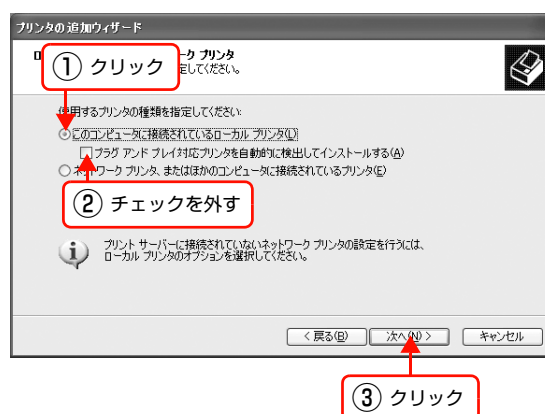 プリンタの追加ウィザード
ーク プリンタ
定してください。
① クリック
使用するプリンタの種類を指定してください:
このコンピュータに接続されているローカル プリンタ(L)
プラグ アンド プレイ対応プリンタを自動的に検出してインストールする(A)
ネットワーク プリンタ、またはほかのコンピュータに接続されているプリンタ(E)
② チェックを外す
プリント サーバーに接続されていないネットワーク プリンタの設定を行うには、
ローカル プリンタのオプションを選択してください。
< 戻る(B) 次へ(N) > キャンセル
③ クリック